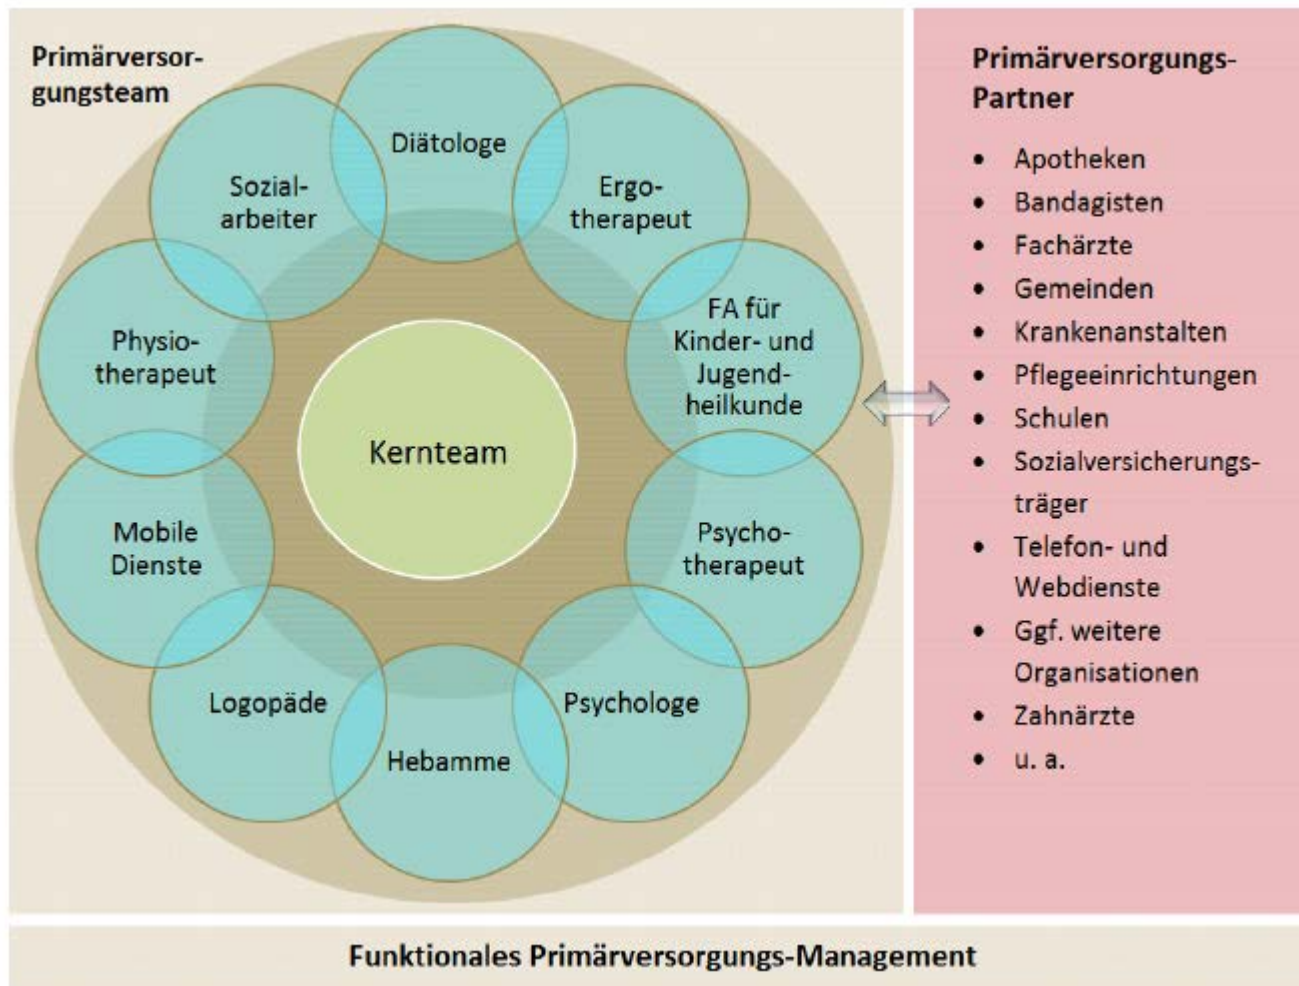 Primärversor-
gungsteam
Diätologe
Ergo-
therapeut
FA für
Kinder- und
Jugend-
heilkunde
Psycho-
therapeut
Psychologe
Hebamme
Logopäde
Mobile
Dienste
Physio-
therapeut
Sozial-
arbeiter
Kernteam
Primärversorgungs-
Partner
• Apotheken
• Bandagisten
• Fachärzte
• Gemeinden
• Krankenanstalten
• Pflegeeinrichtungen
• Schulen
• Sozialversicherungs-
träger
• Telefon- und
Webdienste
• Ggf. weitere
Organisationen
• Zahnärzte
• u. a.
Funktionales Primärversorgungs-Management